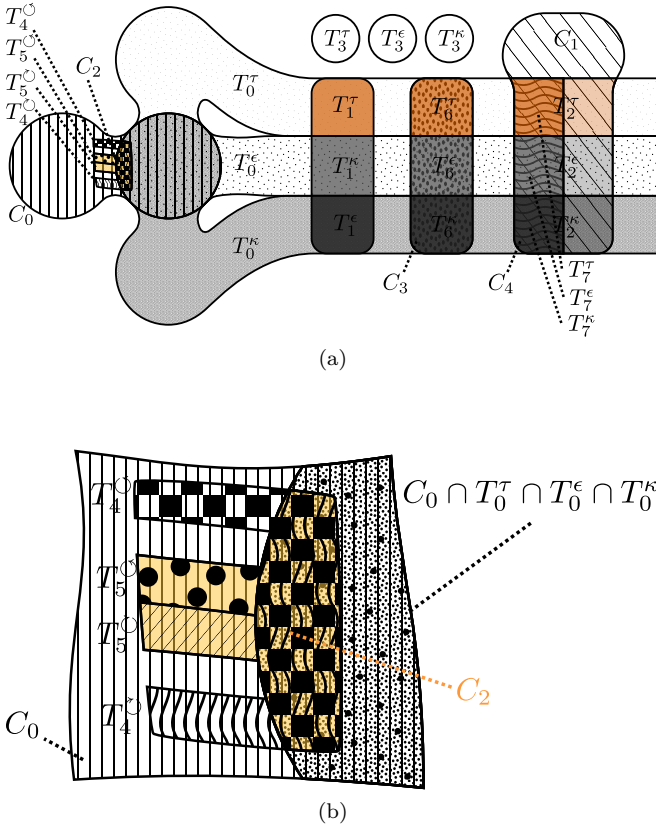 T_4^↻
T_5^↻
T_5^↻
T_4^↻
C_2
C_0
T_0^τ
T_0^ϵ
T_0^κ
T_3^τ T_3^ϵ T_3^κ
C_1
T_1^τ T_6^τ T_2^τ
T_1^κ T_6^ϵ T_2^ϵ
T_1^ϵ T_6^κ T_2^κ
C_3
C_4
T_7^τ
T_7^ϵ
T_7^κ
(a)
T_4^↺
C_0 ∩ T_0^τ ∩ T_0^ϵ ∩ T_0^κ
T_5^↺
T_5^↺
C_2
T_4^↺
C_0
(b)